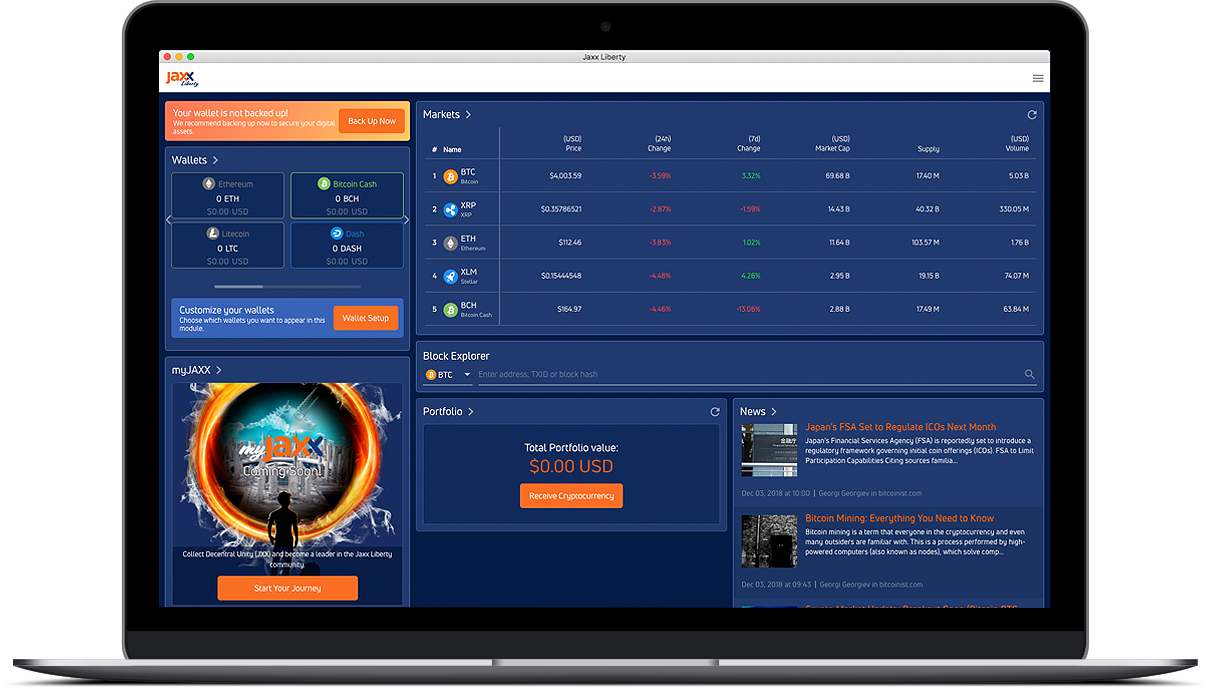 Jaxx Liberty
jaxx
Liberty
Your wallet is not backed up!
We recommend backing up now to secure your digital
assets.
Back Up Now
Wallets
Ethereum
0 ETH
$0.00 USD
Bitcoin Cash
0 BCH
$0.00 USD
Litecoin
0 LTC
$0.00 USD
Dash
0 DASH
$0.00 USD
Customize your wallets
Choose which wallets you want to appear in this
module.
Wallet Setup
myJAXX
my jaxx
Coming Soon!
Collect Decentral Unity (JXX) and become a leader in the Jaxx Liberty
community.
Start Your Journey
Markets
# Name (USD) Price (24h) Change (7d) Change (USD) Market Cap Supply (USD) Volume
1 BTC Bitcoin $4,003.59 -3.59% 3.32% 69.68 B 17.40 M 5.03 B
2 XRP XRP $0.35786521 -2.87% -1.59% 14.43 B 40.32 B 330.05 M
3 ETH Ethereum $112.46 -3.83% 1.02% 11.64 B 103.57 M 1.76 B
4 XLM Stellar $0.15444548 -4.48% 4.26% 2.95 B 19.15 B 74.07 M
5 BCH Bitcoin Cash $164.97 -4.46% -13.06% 2.88 B 17.49 M 63.84 M
Block Explorer
BTC
Enter address, TXID or block hash
Portfolio
Total Portfolio value:
$0.00 USD
Receive Cryptocurrency
News
Japan's FSA Set to Regulate ICOs Next Month
Japan's Financial Services Agency (FSA) is reportedly set to introduce a
regulatory framework governing initial coin offerings (ICOs). FSA to Limit
Participation Capabilities Citing sources familia...
金融庁
Dec 03, 2018 at 10:00 | Georgi Georgiev in bitcoinist.com
Bitcoin Mining: Everything You Need to Know
Bitcoin mining is a term that everyone in the cryptocurrency and even
many outsiders are familiar with. This is a process performed by high-
powered computers (also known as nodes), which solve comp...
Dec 03, 2018 at 09:43 | Georgi Georgiev in bitcoinist.com